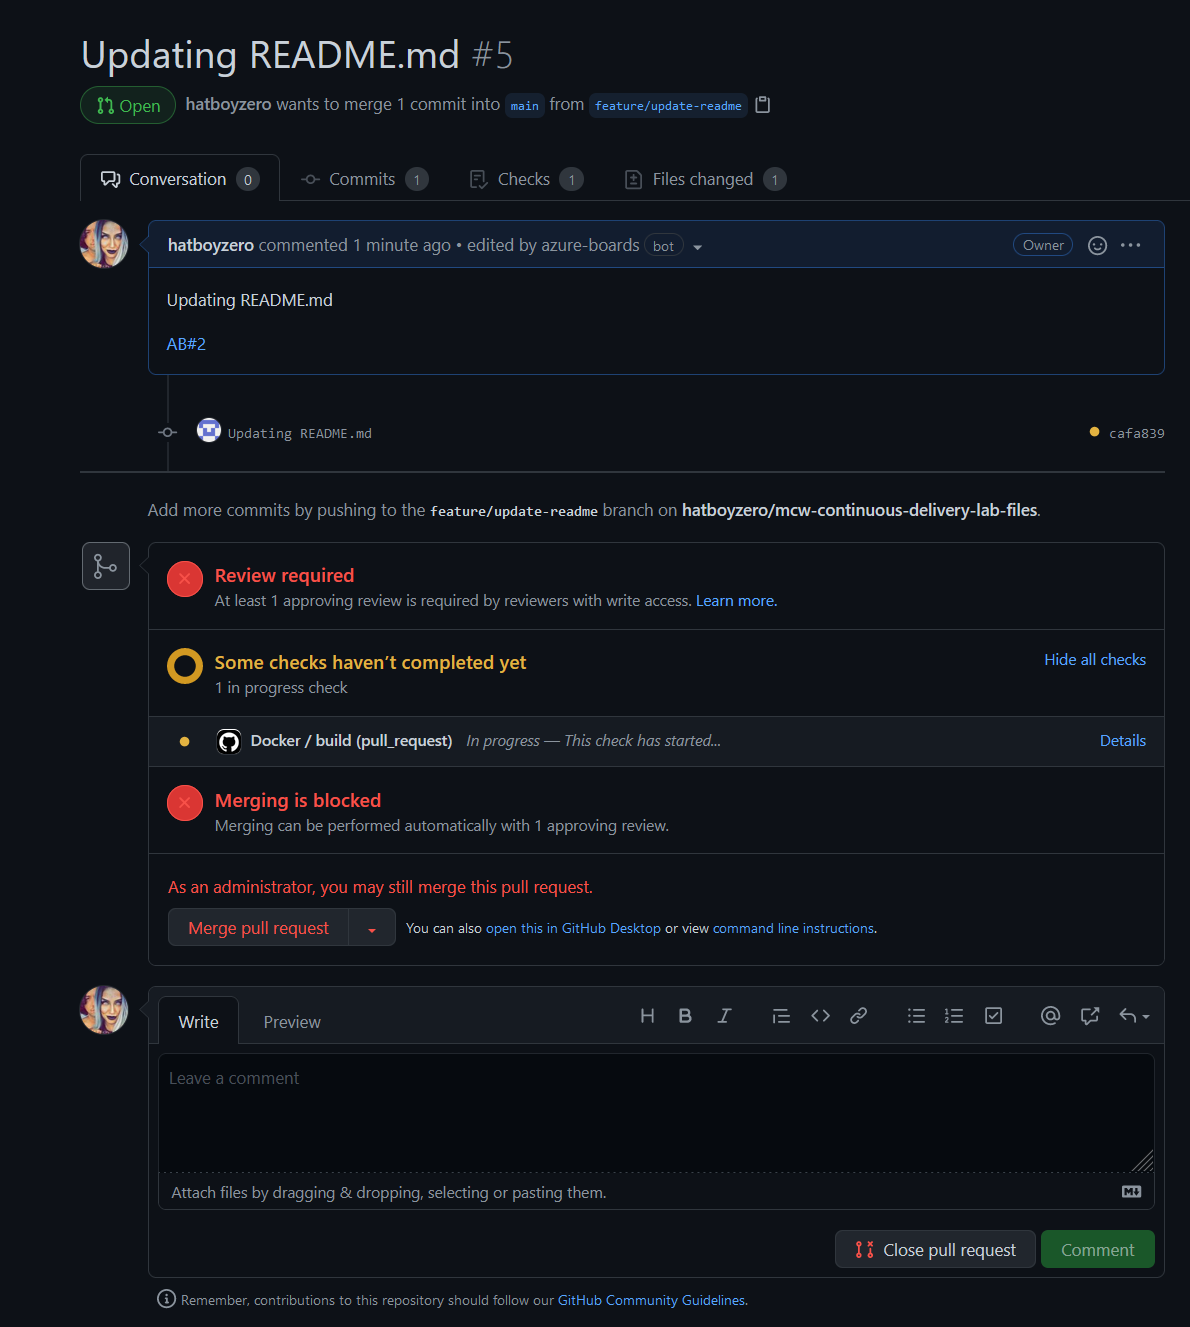 Updating README.md #5
Open hatboyzero wants to merge 1 commit into main from feature/update-readme
Conversation 0 Commits 1 Checks 1 Files changed 1
hatboyzero commented 1 minute ago • edited by azure-boards bot Owner
Updating README.md
AB#2
Updating README.md cafa839
Add more commits by pushing to the feature/update-readme branch on hatboyzero/mcw-continuous-delivery-lab-files.
Review required
At least 1 approving review is required by reviewers with write access. Learn more.
Some checks haven’t completed yet Hide all checks
1 in progress check
Docker / build (pull_request) In progress — This check has started... Details
Merging is blocked
Merging can be performed automatically with 1 approving review.
As an administrator, you may still merge this pull request.
Merge pull request You can also open this in GitHub Desktop or view command line instructions.
Write Preview
Leave a comment
Attach files by dragging & dropping, selecting or pasting them.
Close pull request Comment
Remember, contributions to this repository should follow our GitHub Community Guidelines.